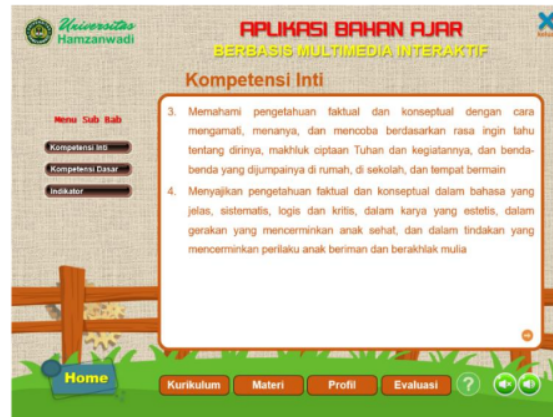 Universitas
Hamzanwadi
APLIKASI BAHAN AJAR
BERBASIS MULTIMEDIA INTERAKTIF
Kompetensi Inti
Menu Sub Bab
Kompetensi Inti
Kompetensi Dasar
Indikator
3. Memahami pengetahuan faktual dan konseptual dengan cara
mengamati, menanya, dan mencoba berdasarkan rasa ingin tahu
tentang dirinya, makhluk ciptaan Tuhan dan kegiatannya, dan benda-
benda yang dijumpainya di rumah, di sekolah, dan tempat bermain
4. Menyajikan pengetahuan faktual dan konseptual dalam bahasa yang
jelas, sistematis, logis dan kritis, dalam karya yang estetis, dalam
gerakan yang mencerminkan anak sehat, dan dalam tindakan yang
mencerminkan perilaku anak beriman dan berakhlak mulia
Home
Kurikulum
Materi
Profil
Evaluasi
?